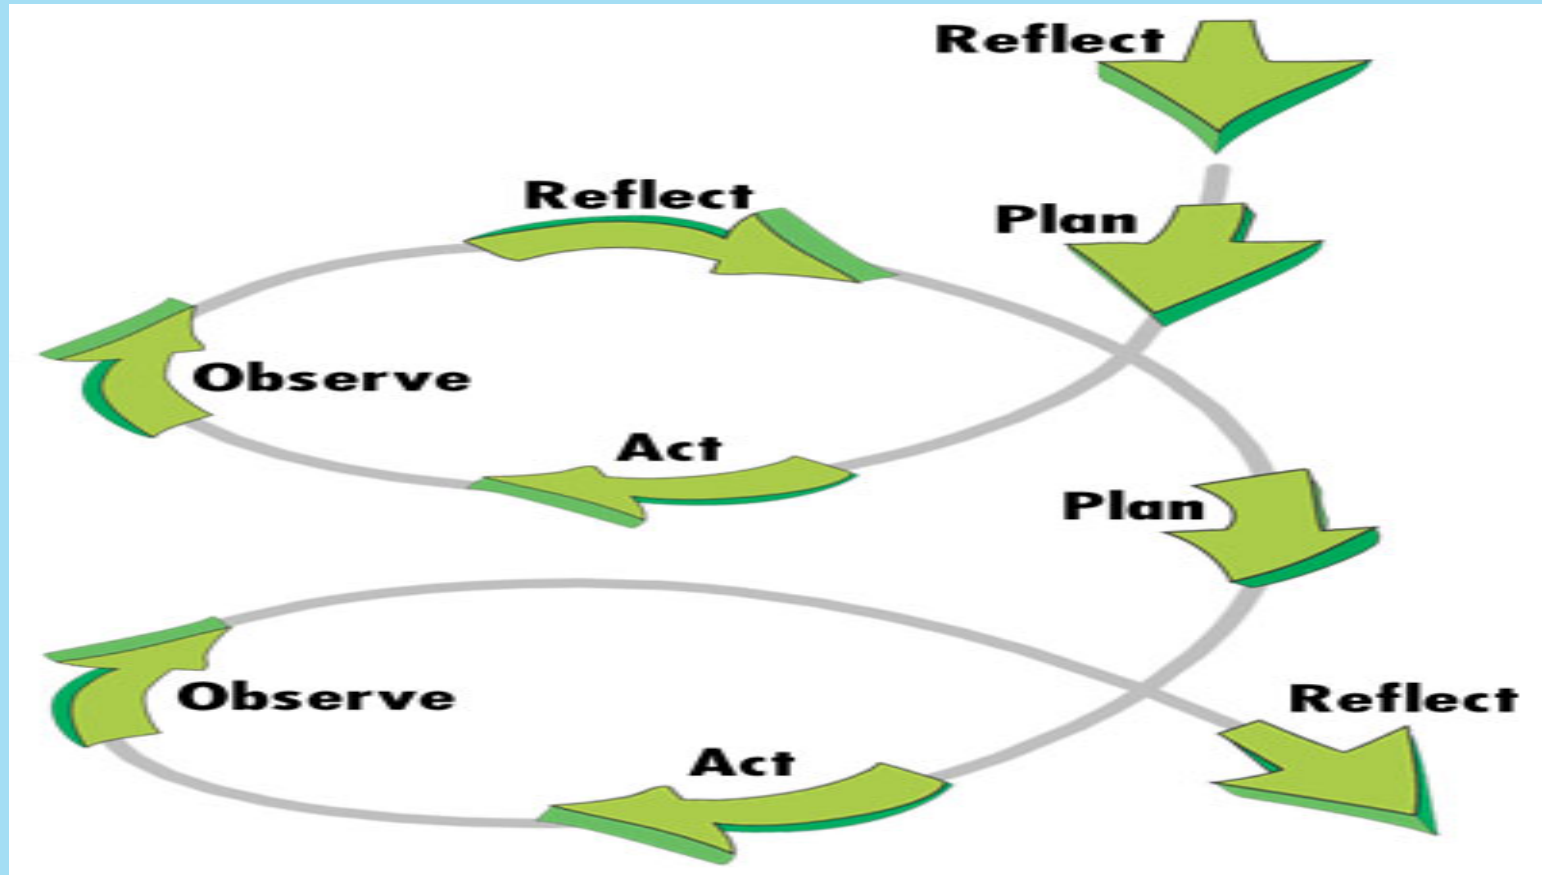 Reflect
Plan
Reflect
Observe
Act
Plan
Observe
Act
Reflect